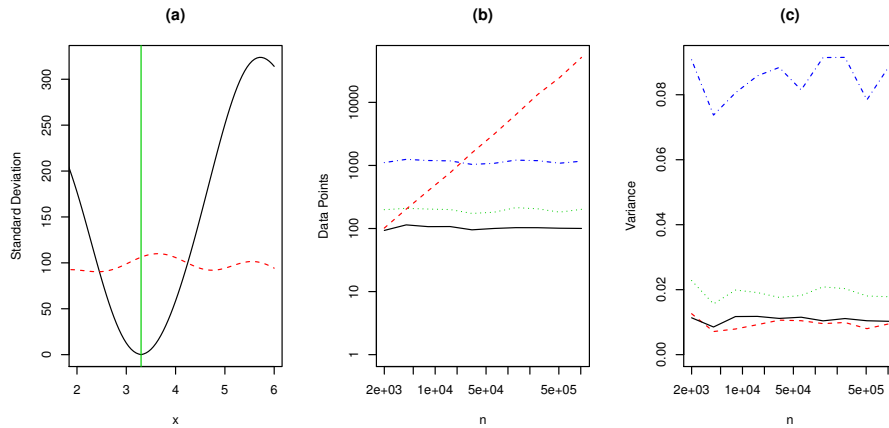 (a)
Standard Deviation
300
250
200
150
100
50
0
2 3 4 5 6
x
(b)
Data Points
1000
1000
100
10
1
2e+03 1e+04 5e+04 5e+05
n
(c)
Variance
0.08
0.06
0.04
0.02
0.00
2e+03 1e+04 5e+04 5e+05
n